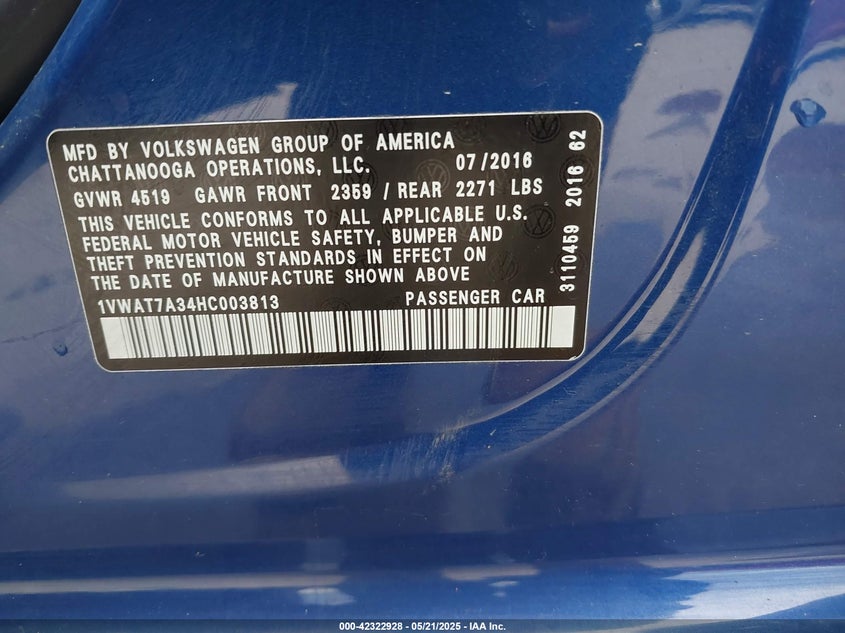 MFD BY VOLKSWAGEN GROUP OF AMERICA
CHATTANOOGA OPERATIONS, LLC. 07/2016
GVWR 4519 GAWR FRONT 2359 / REAR 2271 LBS
THIS VEHICLE CONFORMS TO ALL APPLICABLE U.S.
FEDERAL MOTOR VEHICLE SAFETY, BUMPER AND
THEFT PREVENTION STANDARDS IN EFFECT ON
THE DATE OF MANUFACTURE SHOWN ABOVE
1VWAT7A34HC003813 PASSENGER CAR
3110459 2016 62
000-42322928 - 05/21/2025 - IAA Inc.